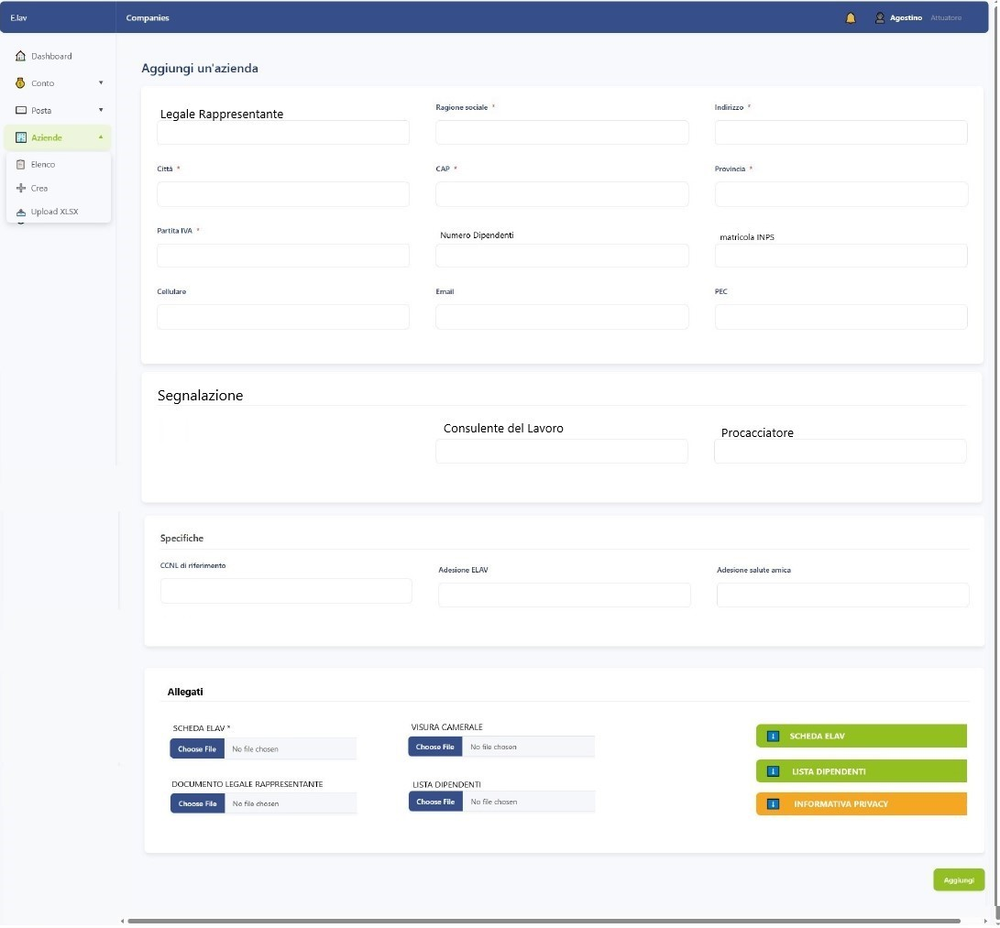 E.lav
Companies
Agostino Attuatore
Dashboard
Conto
Posta
Aziende
Elenco
Crea
Upload XLSX
Aggiungi un'azienda
Legale Rappresentante
Ragione sociale *
Indirizzo *
Città *
CAP *
Provincia *
Partita IVA *
Numero Dipendenti
matricola INPS
Cellulare
Email
PEC
Segnalazione
Consulente del Lavoro
Procacciatore
Specifiche
CCNL di riferimento
Adesione ELAV
Adesione salute amica
Allegati
SCHEDA ELAV *
Choose File No file chosen
VISURA CAMERALE
Choose File No file chosen
DOCUMENTO LEGALE RAPPRESENTANTE
Choose File No file chosen
LISTA DIPENDENTI
Choose File No file chosen
SCHEDA ELAV
LISTA DIPENDENTI
INFORMATIVA PRIVACY
Aggiungi